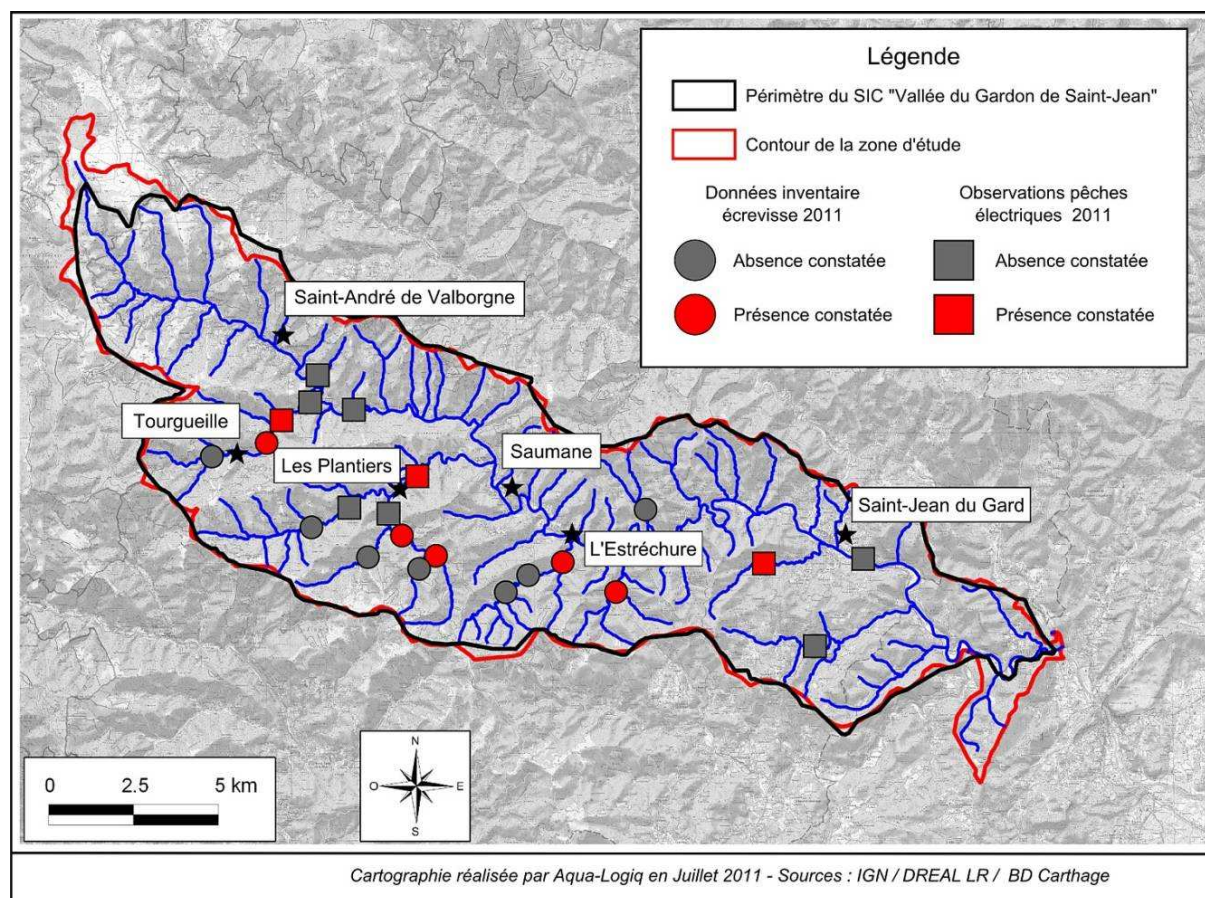 Légende
Périmètre du SIC "Vallée du Gardon de Saint-Jean"
Contour de la zone d'étude
Données inventaire
écrevisse 2011
Observations pêches
électriques 2011
Absence constatée
Absence constatée
Présence constatée
Présence constatée
Saint-André de Valborgne
Tourgueille
Les Plantiers
Saumane
Saint-Jean du Gard
L'Estréchure
0 2.5 5 km
N
O
E
S
Cartographie réalisée par Aqua-Logiq en Juillet 2011 - Sources : IGN / DREAL LR / BD Carthage